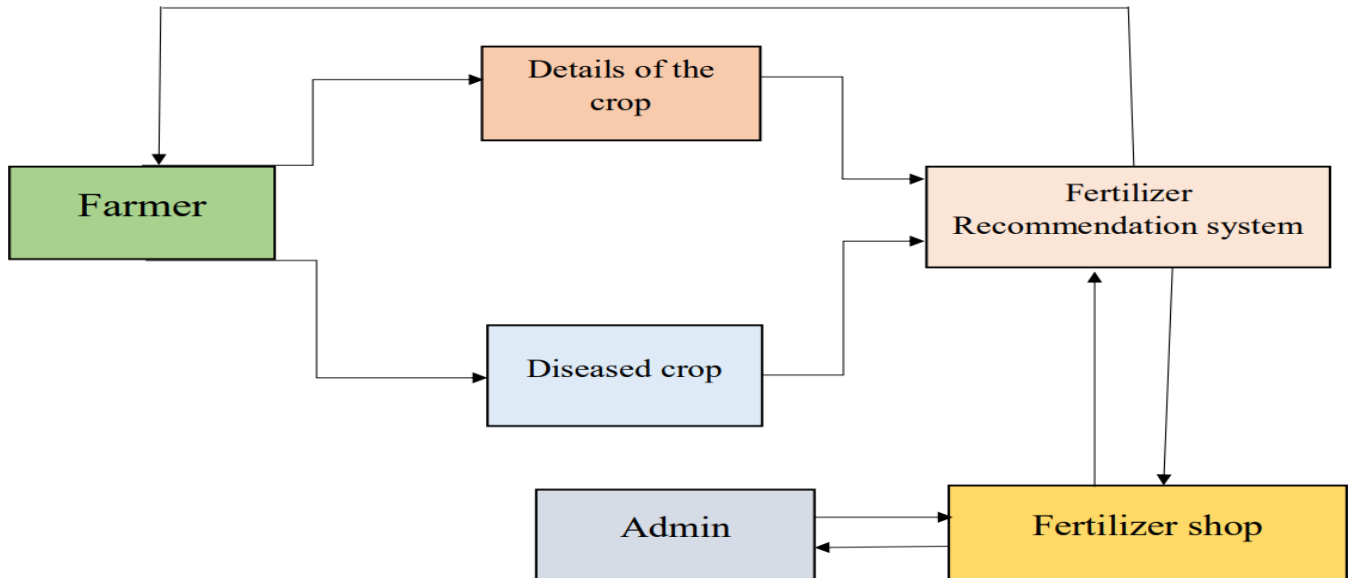 Details of the
crop
Farmer
Fertilizer
Recommendation system
Diseased crop
Admin
Fertilizer shop